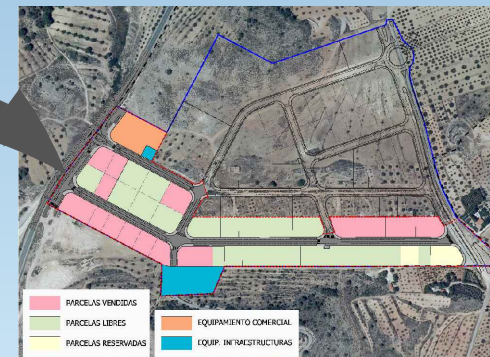 PARCELAS VENDIDAS
PARCELAS LIBRES
PARCELAS RESERVADAS
EQUIPAMIENTO COMERCIAL
EQUIP. INFRAESTRUCTURAS